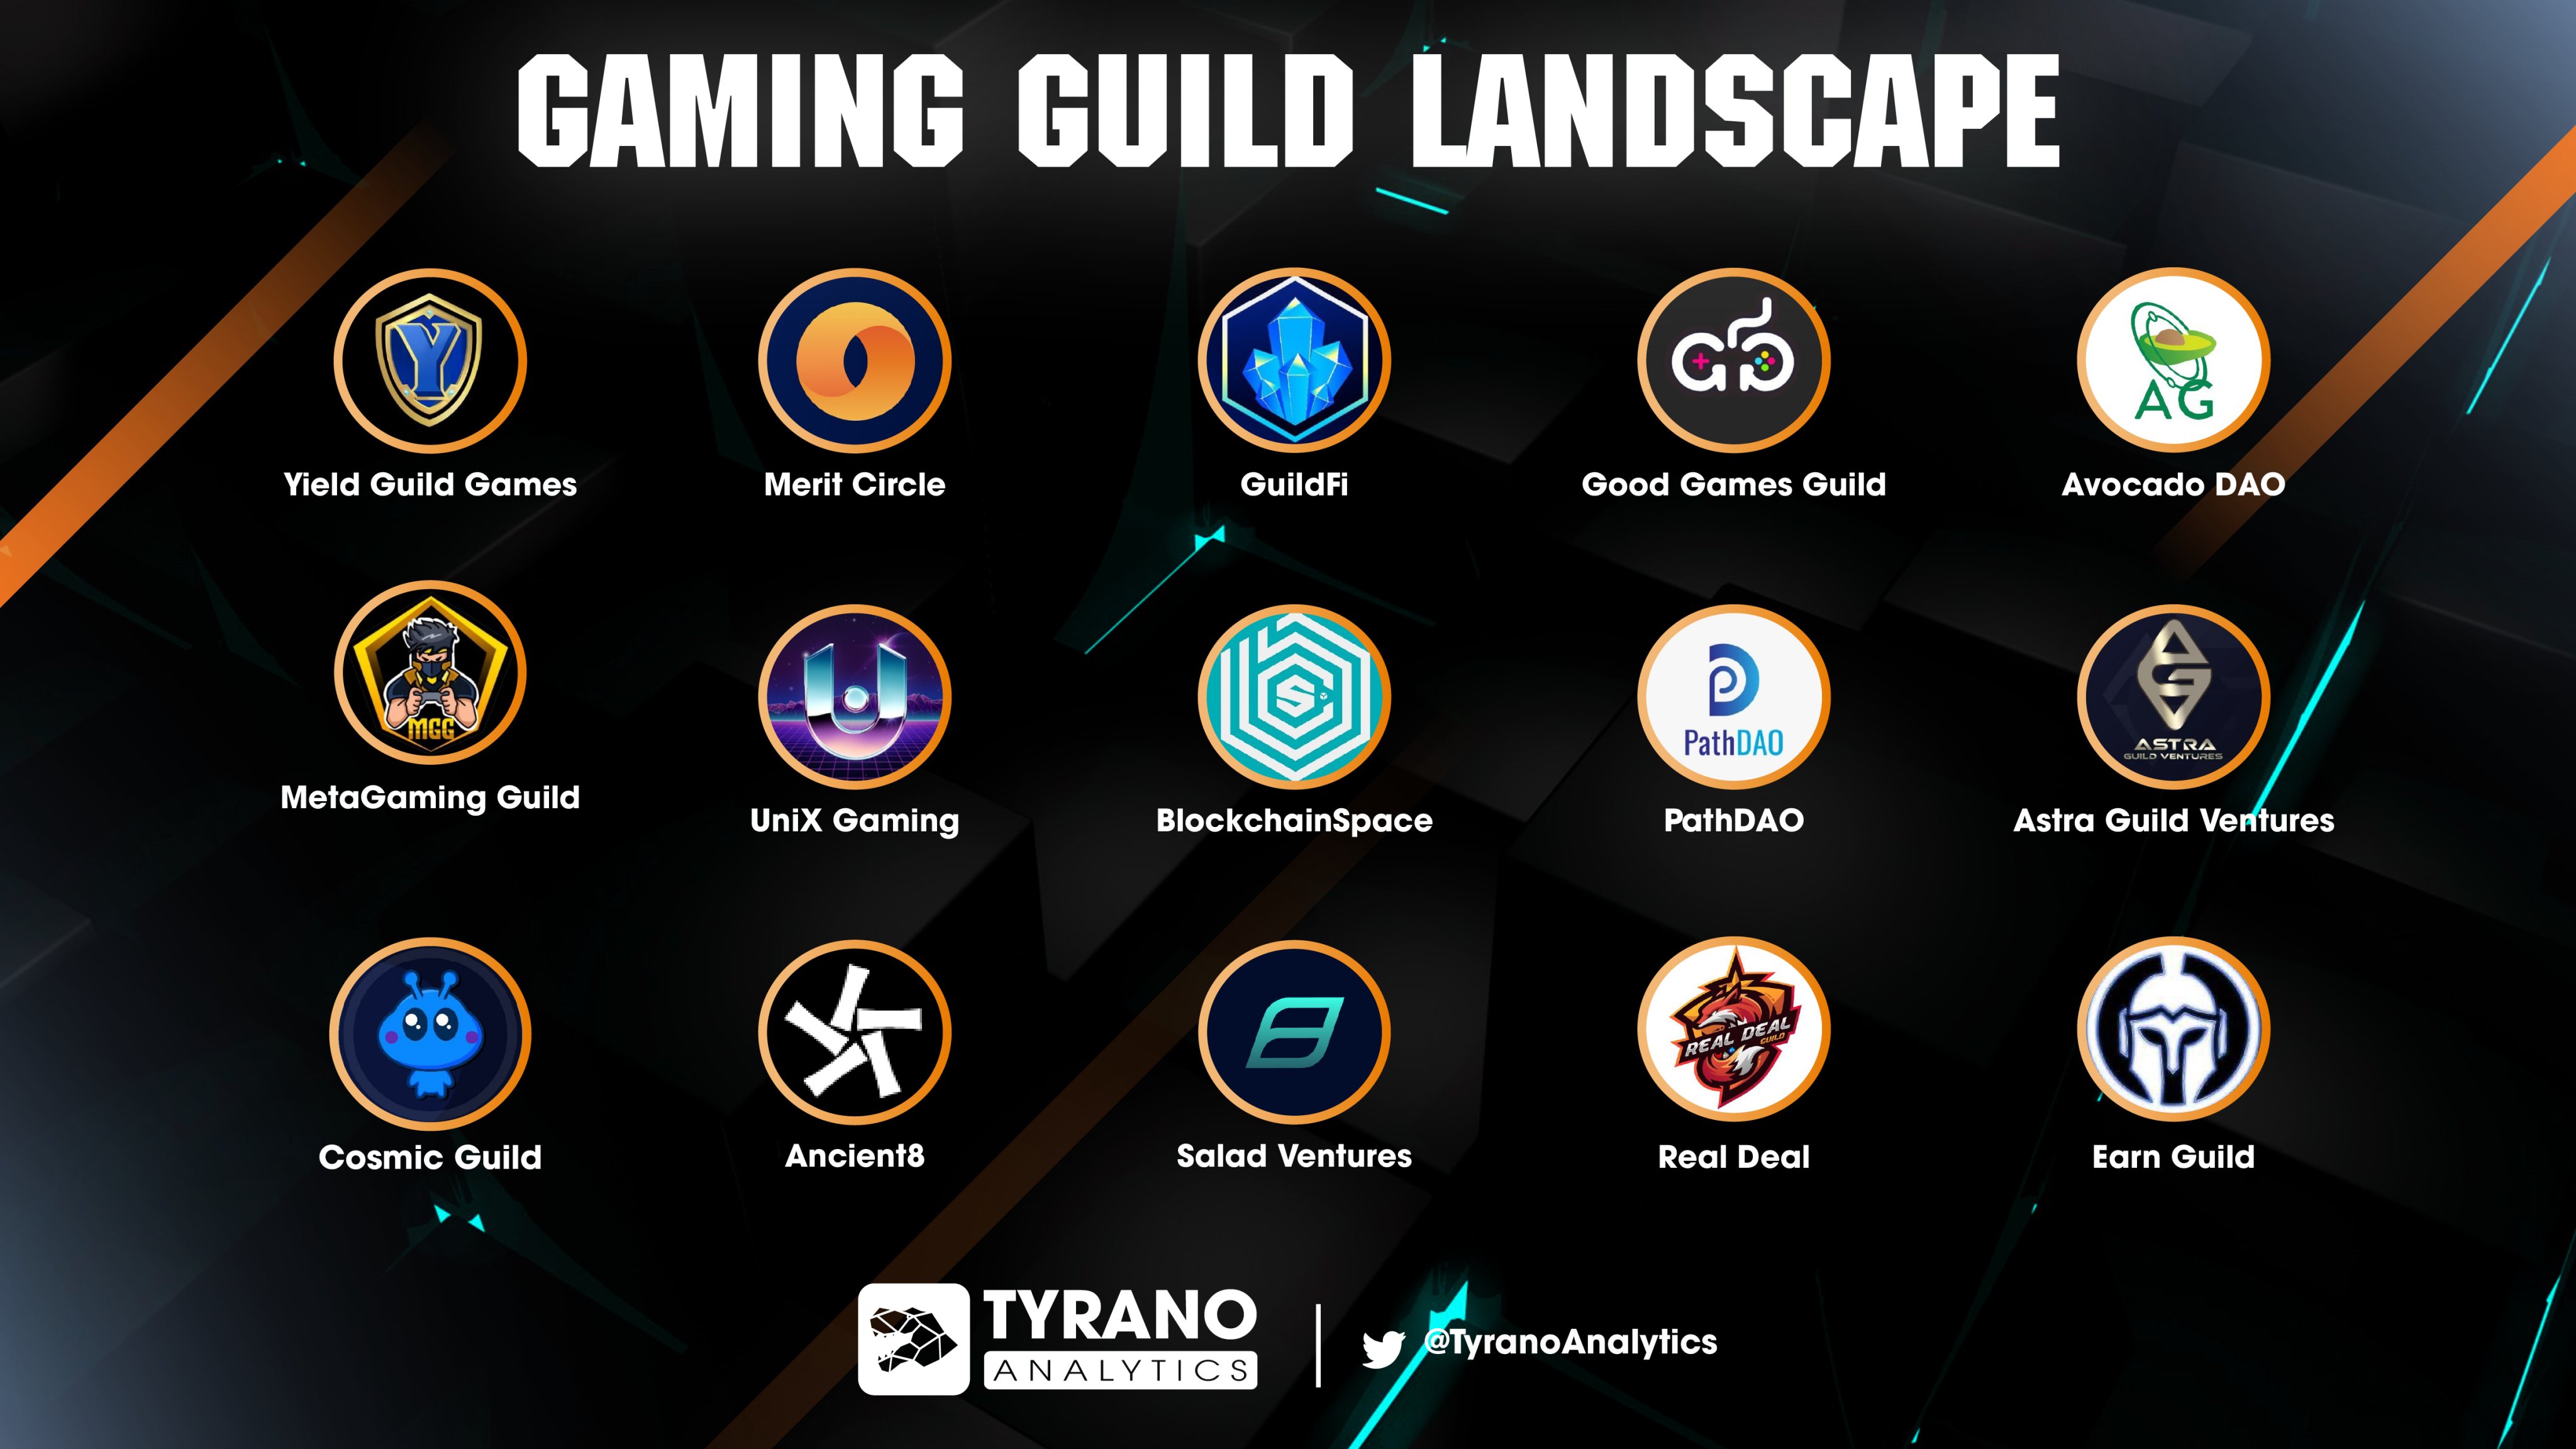 GAMING GUILD LANDSCAPE
Y
AG
Yield Guild Games
Merit Circle
GuildFi
Good Games Guild
Avocado DAO
MGG
U
S
PathDAO
ASTRA
GUILD VENTURES
MetaGaming Guild
UniX Gaming
BlockchainSpace
PathDAO
Astra Guild Ventures
REAL DEAL
GUILD
Cosmic Guild
Ancient8
Salad Ventures
Real Deal
Earn Guild
TYRANO
ANALYTICS
@TyranoAnalytics